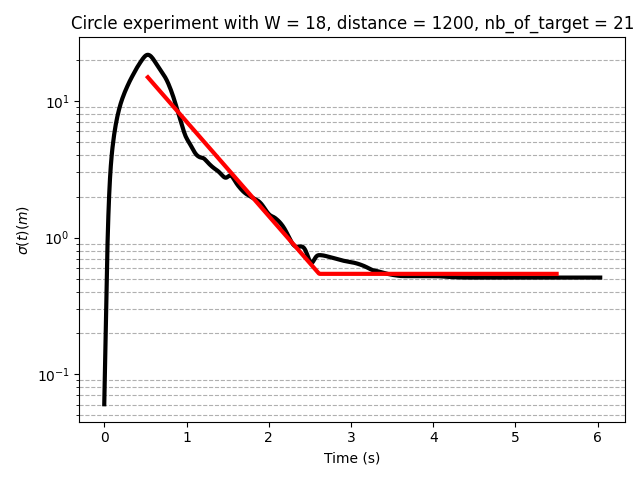 Circle experiment with W = 18, distance = 1200, nb_of_target = 21
σ(t)(m)
10¹
10⁰
10⁻¹
0 1 2 3 4 5 6
Time (s)